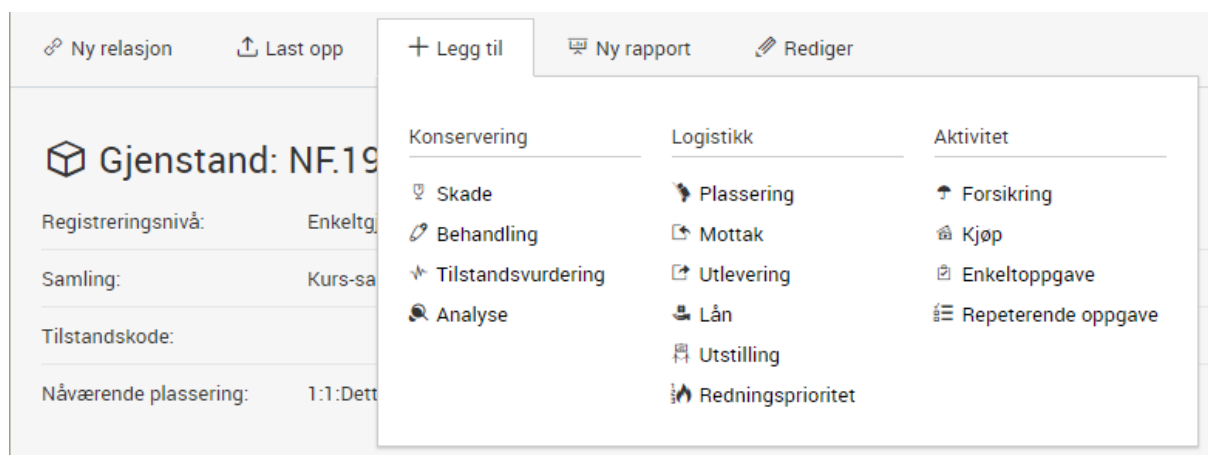 Ny relasjon Last opp Legg til Ny rapport Rediger
Gjenstand: NF.19
Registreringsnivå: Enkeltgj
Samling: Kurs-sa
Tilstandskode:
Nåværende plassering: 1:1:Dett
Konservering
Skade
Behandling
Tilstandsvurdering
Analyse
Logistikk
Plassering
Mottak
Utlevering
Lån
Utstilling
Redningsprioritet
Aktivitet
Forsikring
Kjøp
Enkeltoppgave
Repeterende oppgave